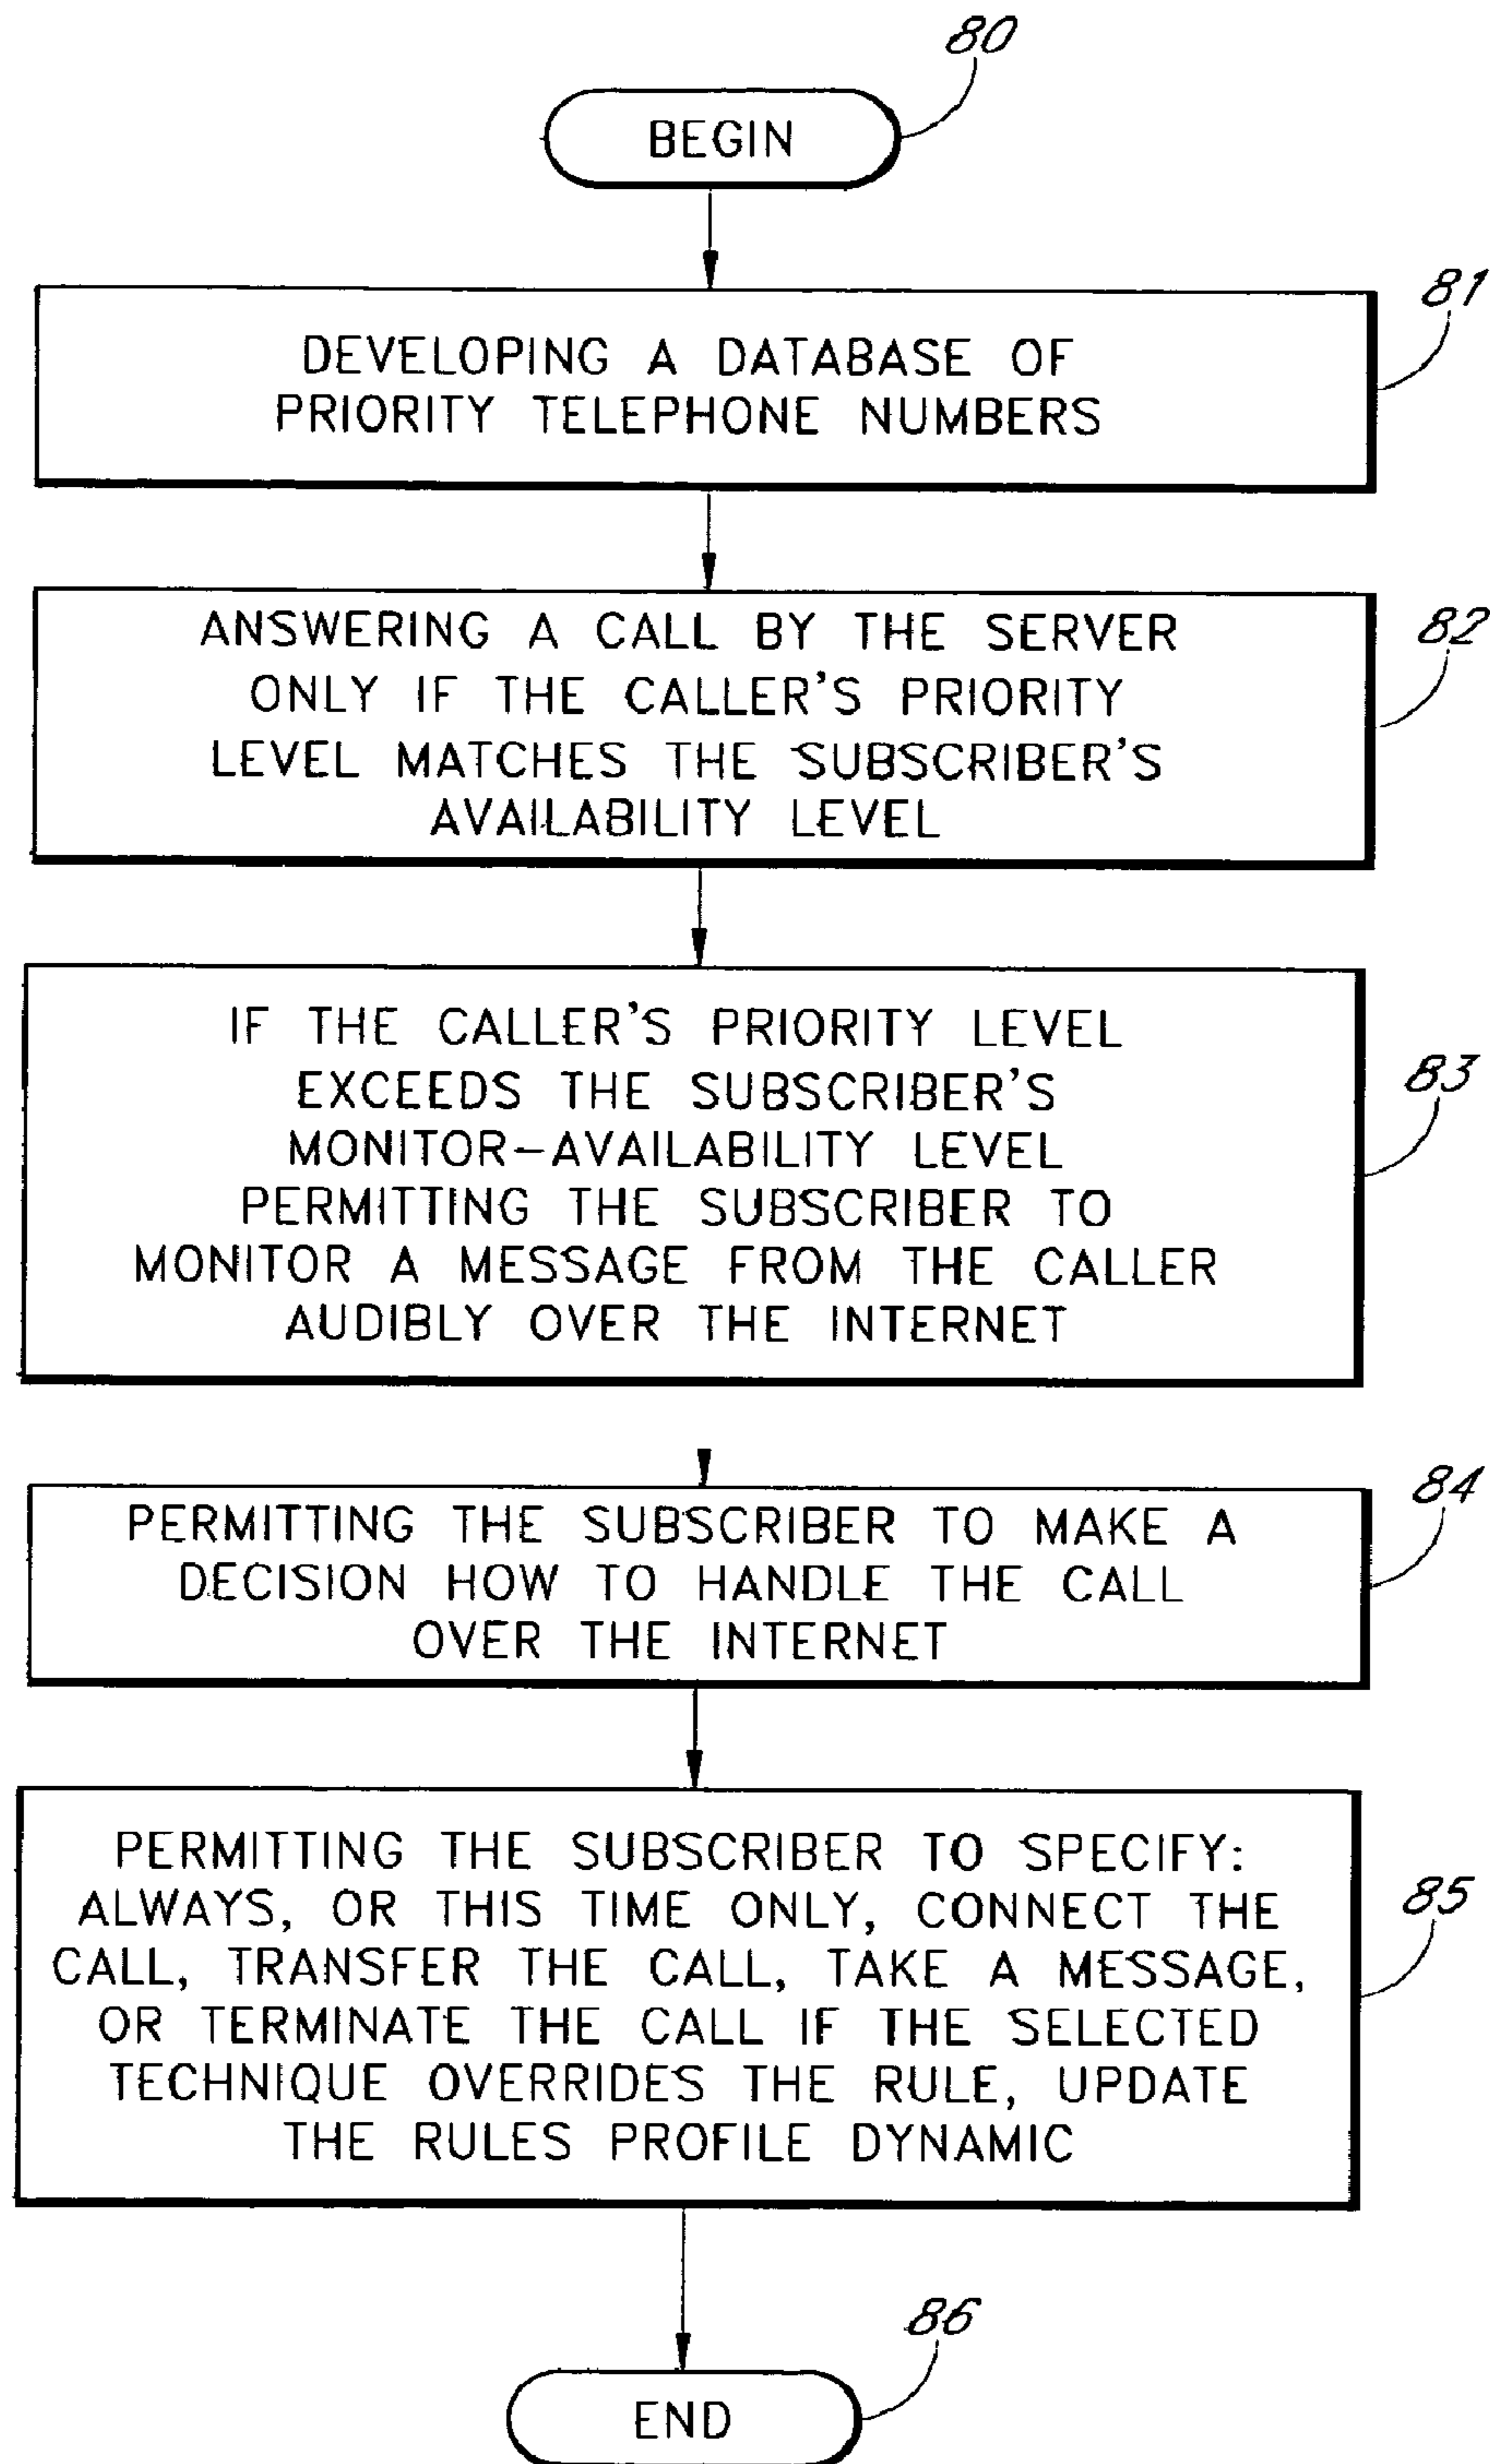 80
BEGIN
81
DEVELOPING A DATABASE OF
PRIORITY TELEPHONE NUMBERS
82
ANSWERING A CALL BY THE SERVER
ONLY IF THE CALLER'S PRIORITY
LEVEL MATCHES THE SUBSCRIBER'S
AVAILABILITY LEVEL
83
IF THE CALLER'S PRIORITY LEVEL
EXCEEDS THE SUBSCRIBER'S
MONITOR–AVAILABILITY LEVEL
PERMITTING THE SUBSCRIBER TO
MONITOR A MESSAGE FROM THE CALLER
AUDIBLY OVER THE INTERNET
84
PERMITTING THE SUBSCRIBER TO MAKE A
DECISION HOW TO HANDLE THE CALL
OVER THE INTERNET
85
PERMITTING THE SUBSCRIBER TO SPECIFY:
ALWAYS, OR THIS TIME ONLY, CONNECT THE
CALL, TRANSFER THE CALL, TAKE A MESSAGE,
OR TERMINATE THE CALL IF THE SELECTED
TECHNIQUE OVERRIDES THE RULE, UPDATE
THE RULES PROFILE DYNAMIC
86
END